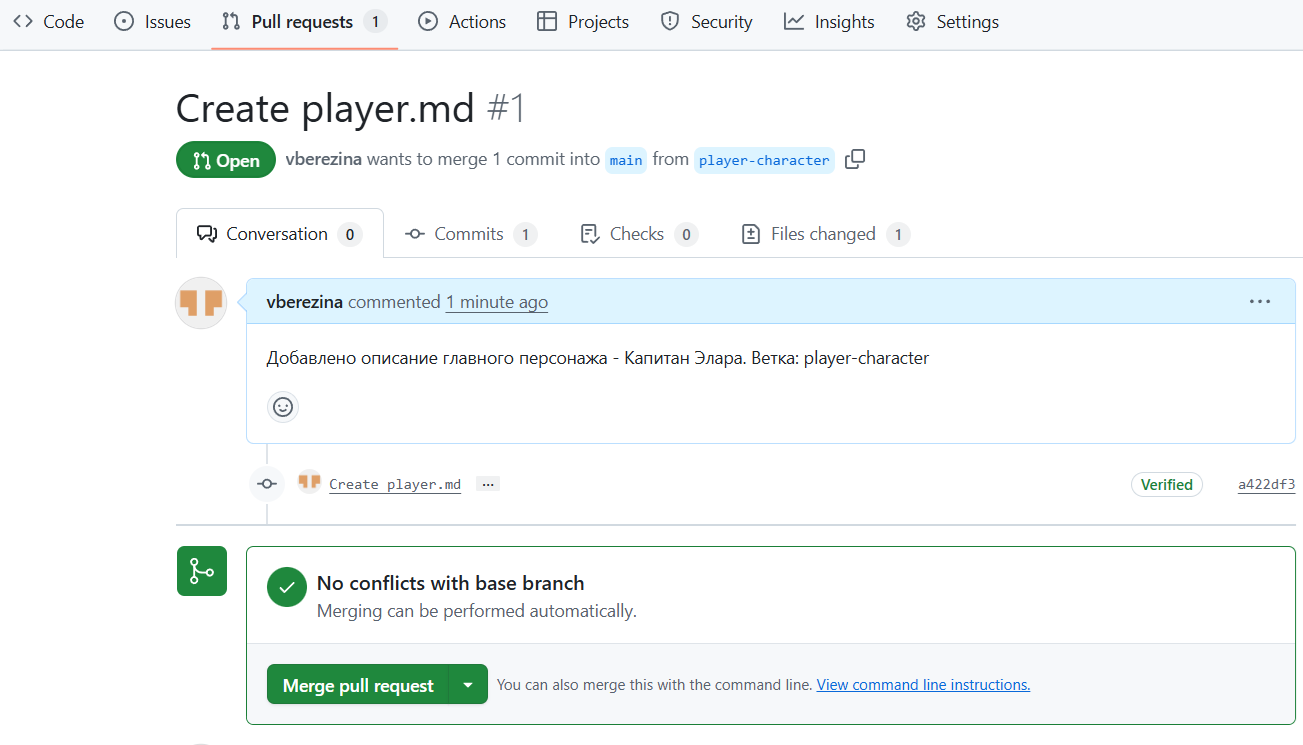 Code Issues Pull requests 1 Actions Projects Security Insights Settings
Create player.md #1
Open vberezina wants to merge 1 commit into main from player-character
Conversation 0 Commits 1 Checks 0 Files changed 1
vberezina commented 1 minute ago ...
Добавлено описание главного персонажа - Капитан Элара. Ветка: player-character
Create player.md ... Verified a422df3
No conflicts with base branch
Merging can be performed automatically.
Merge pull request You can also merge this with the command line. View command line instructions.